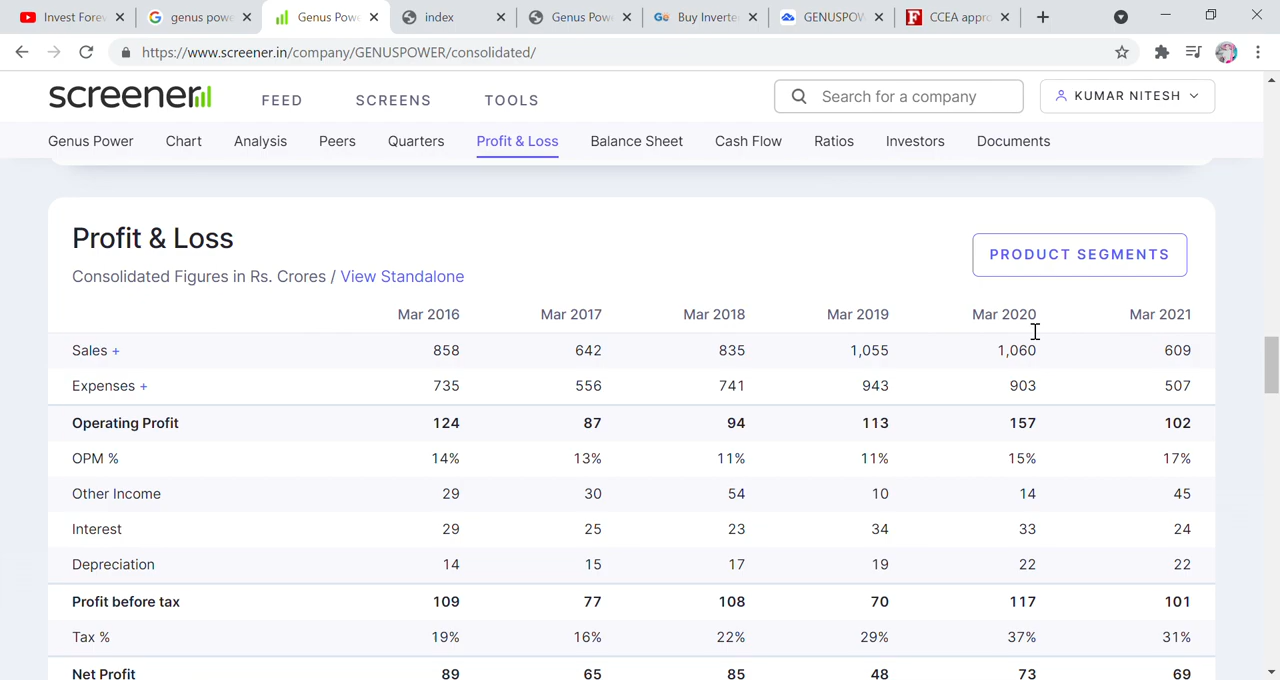 Invest Forev
genus powe
Genus Powe
index
Genus Powe
Buy Inverte
GENUSPOW
CCEA appro
https://www.screener.in/company/GENUSPOWER/consolidated/
screener
FEED
SCREENS
TOOLS
Search for a company
KUMAR NITESH
Genus Power
Chart
Analysis
Peers
Quarters
Profit & Loss
Balance Sheet
Cash Flow
Ratios
Investors
Documents
Profit & Loss
PRODUCT SEGMENTS
Consolidated Figures in Rs. Crores / View Standalone
Mar 2016 Mar 2017 Mar 2018 Mar 2019 Mar 2020 Mar 2021
Sales + 858 642 835 1,055 1,060 609
Expenses + 735 556 741 943 903 507
Operating Profit 124 87 94 113 157 102
OPM % 14% 13% 11% 11% 15% 17%
Other Income 29 30 54 10 14 45
Interest 29 25 23 34 33 24
Depreciation 14 15 17 19 22 22
Profit before tax 109 77 108 70 117 101
Tax % 19% 16% 22% 29% 37% 31%
Net Profit 89 65 85 48 73 69